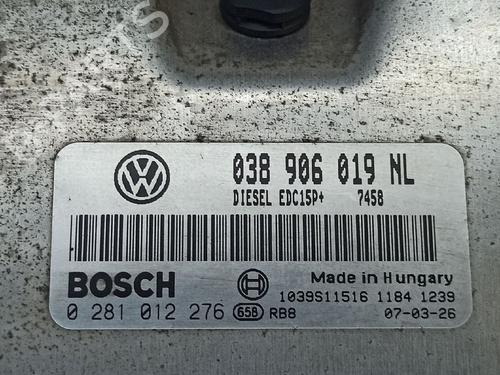 038 906 019 NL
DIESEL EDC15P+ 7458
BOSCH
Made in Hungary
0 281 012 276 658 RB8
1039S11516 1184 1239
07-03-26